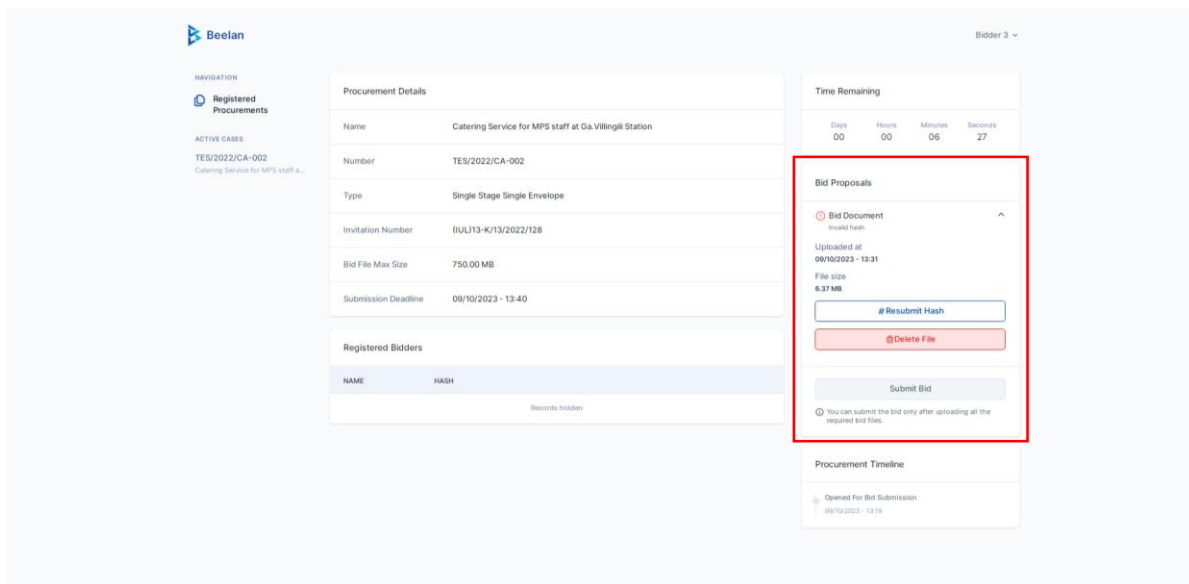 Beelan
Bidder 3
NAVIGATION
Registered
Procurements
ACTIVE CASES
TES/2022/CA-002
Catering Service for MPS staff a...
Procurement Details
Name Catering Service for MPS staff at Ga.Villingili Station
Number TES/2022/CA-002
Type Single Stage Single Envelope
Invitation Number (IUL)13-K/13/2022/128
Bid File Max Size 750.00 MB
Submission Deadline 09/10/2023 - 13:40
Registered Bidders
NAME HASH
Records hidden
Time Remaining
Days Hours Minutes Seconds
00 00 06 27
Bid Proposals
Bid Document
Invalid hash.
Uploaded at
09/10/2023 - 13:31
File size
6.37 MB
# Resubmit Hash
Delete File
Submit Bid
You can submit the bid only after uploading all the
required bid files.
Procurement Timeline
Opened For Bid Submission
09/10/2023 - 13:19